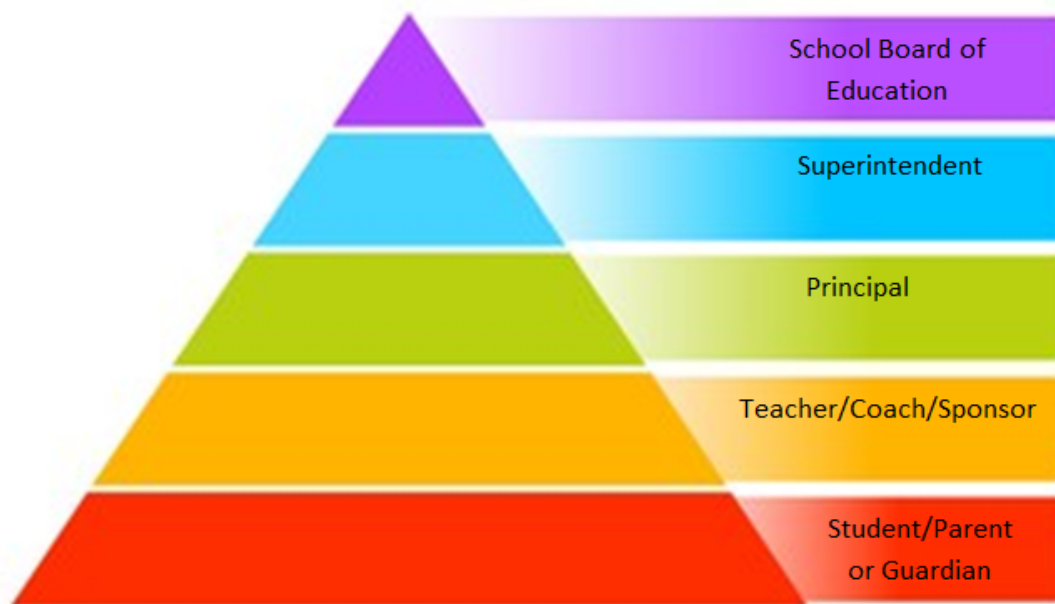 School Board of
Education
Superintendent
Principal
Teacher/Coach/Sponsor
Student/Parent
or Guardian